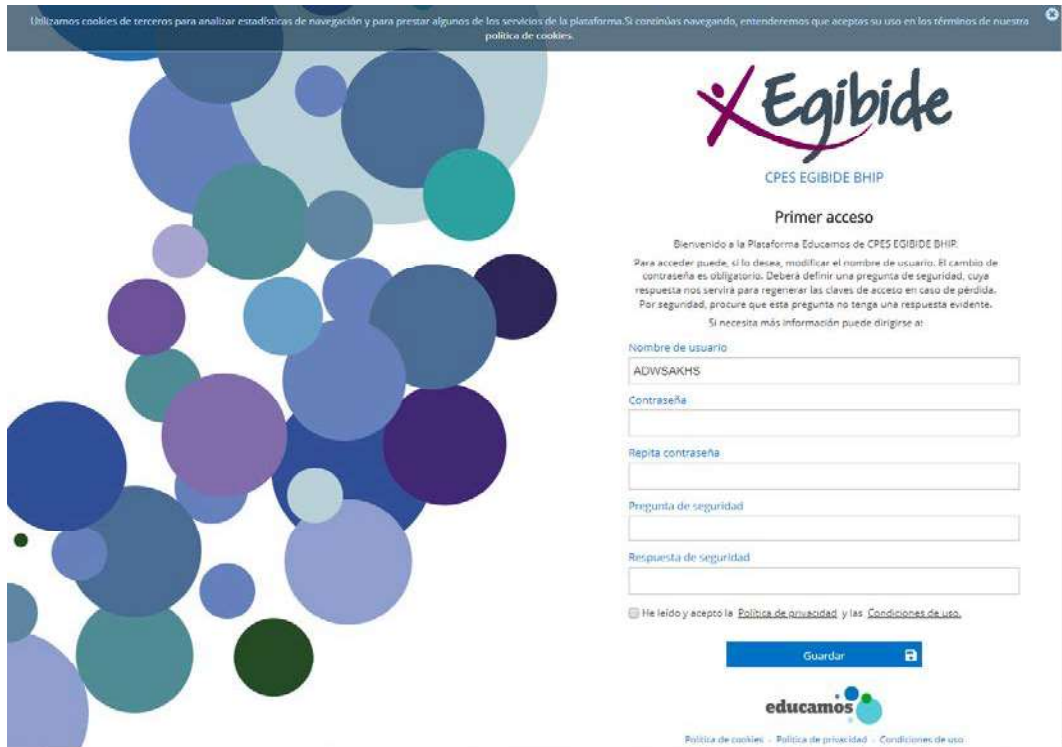 Utilizamos cookies de terceros para analizar estadísticas de navegación y para prestar algunos de los servicios de la plataforma.Si continúas navegando, entenderemos que aceptas su uso en los términos de nuestra
política de cookies.
Egibide
CPES EGIBIDE BHIP
Primer acceso
Bienvenido a la Plataforma Educamos de CPES EGIBIDE BHIP.
Para acceder puede, si lo desea, modificar el nombre de usuario. El cambio de
contraseña es obligatorio. Deberá definir una pregunta de seguridad, cuya
respuesta nos servirá para regenerar las claves de acceso en caso de pérdida.
Por seguridad, procure que esta pregunta no tenga una respuesta evidente.
Si necesita más información puede dirigirse a:
Nombre de usuario
ADWSAKHS
Contraseña
Repita contraseña
Pregunta de seguridad
Respuesta de seguridad
He leído y acepto la Política de privacidad y las Condiciones de uso.
Guardar
educamos
Política de cookies - Política de privacidad - Condiciones de uso